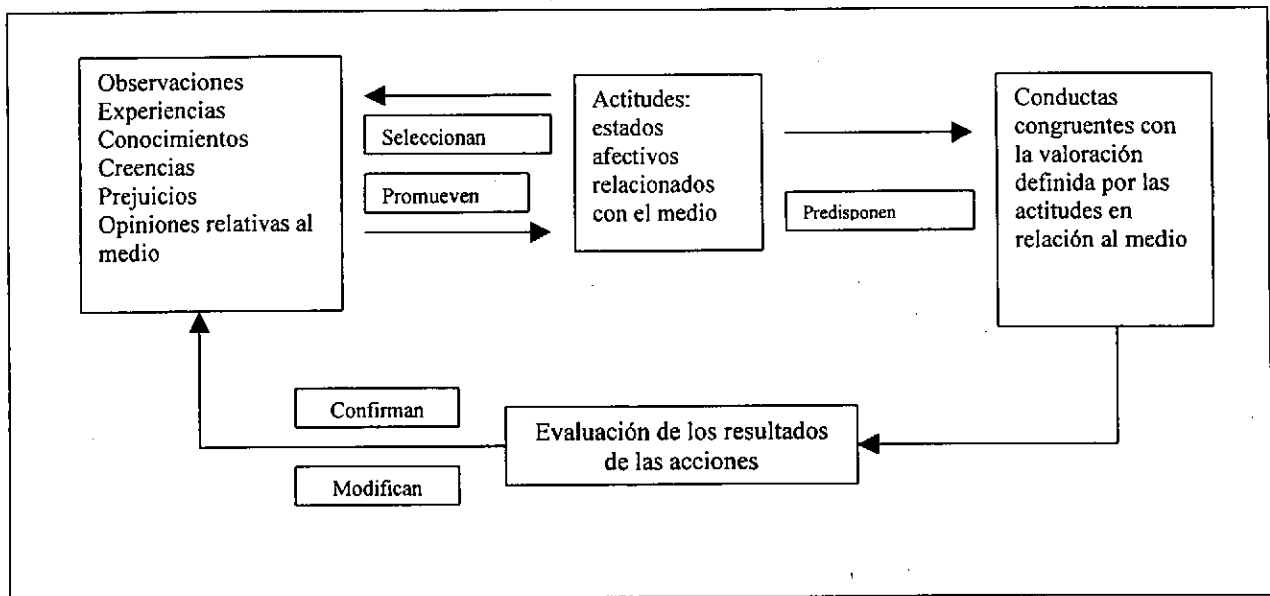 Observaciones
Experiencias
Conocimientos
Creencias
Prejuicios
Opiniones relativas al
medio
Seleccionan
Promueven
Actitudes:
estados
afectivos
relacionados
con el medio
Predisponen
Conductas
congruentes con
la valoración
definida por las
actitudes en
relación al medio
Confirman
Modifican
Evaluación de los resultados
de las acciones